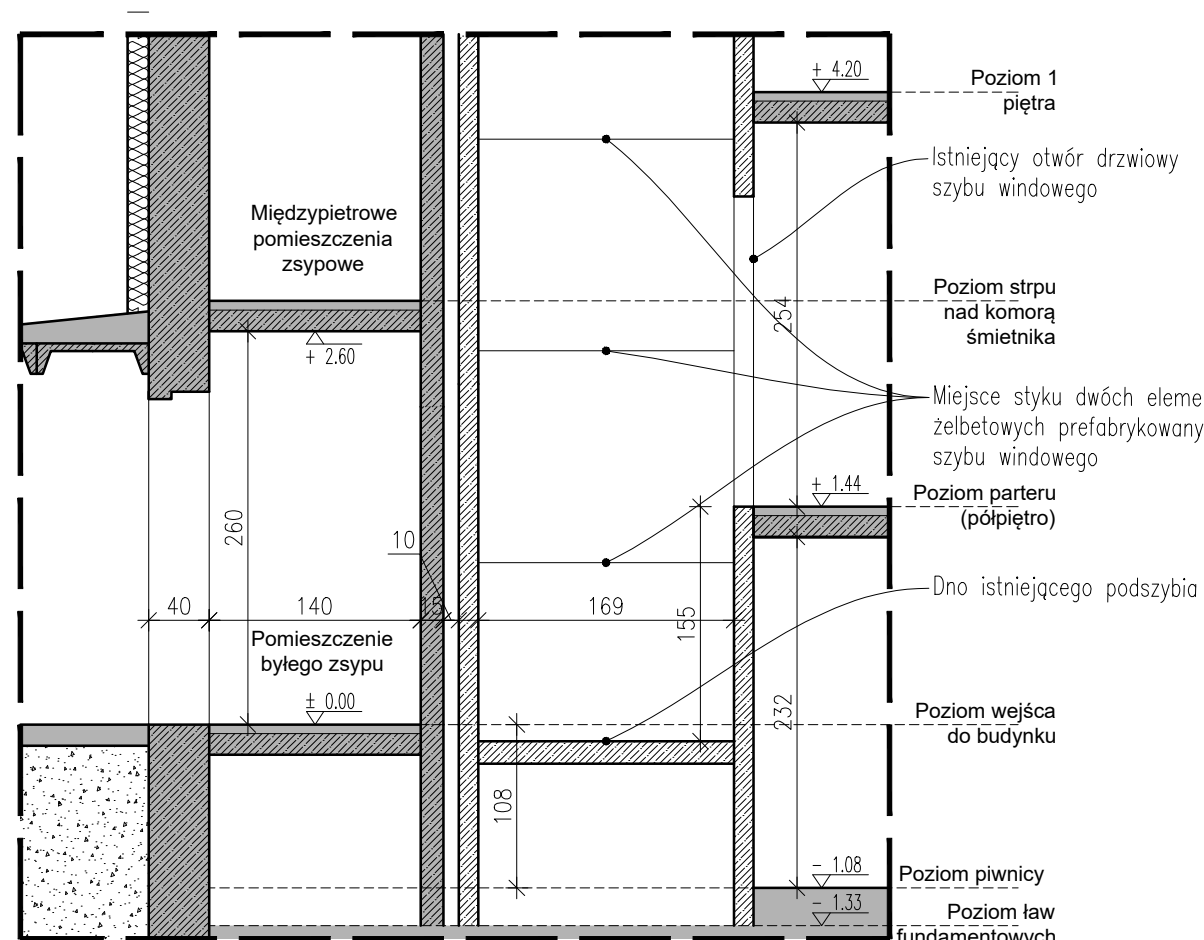 + 4.20
Poziom 1
piętra
Istniejący otwór drzwiowy
szybu windowego
Międzypietrowe
pomieszczenia
zsypowe
Poziom strpu
nad komorą
śmietnika
254
+ 2.60
Miejsce styku dwóch eleme
żelbetowych prefabrykowany
szybu windowego
+ 1.44
Poziom parteru
(półpiętro)
260
10
Dno istniejącego podszybia
40
140
15
169
155
Pomieszczenie
byłego zsypu
± 0.00
232
Poziom wejśca
do budynku
108
- 1.08
Poziom piwnicy
- 1.33
Poziom ław
fundamentowych